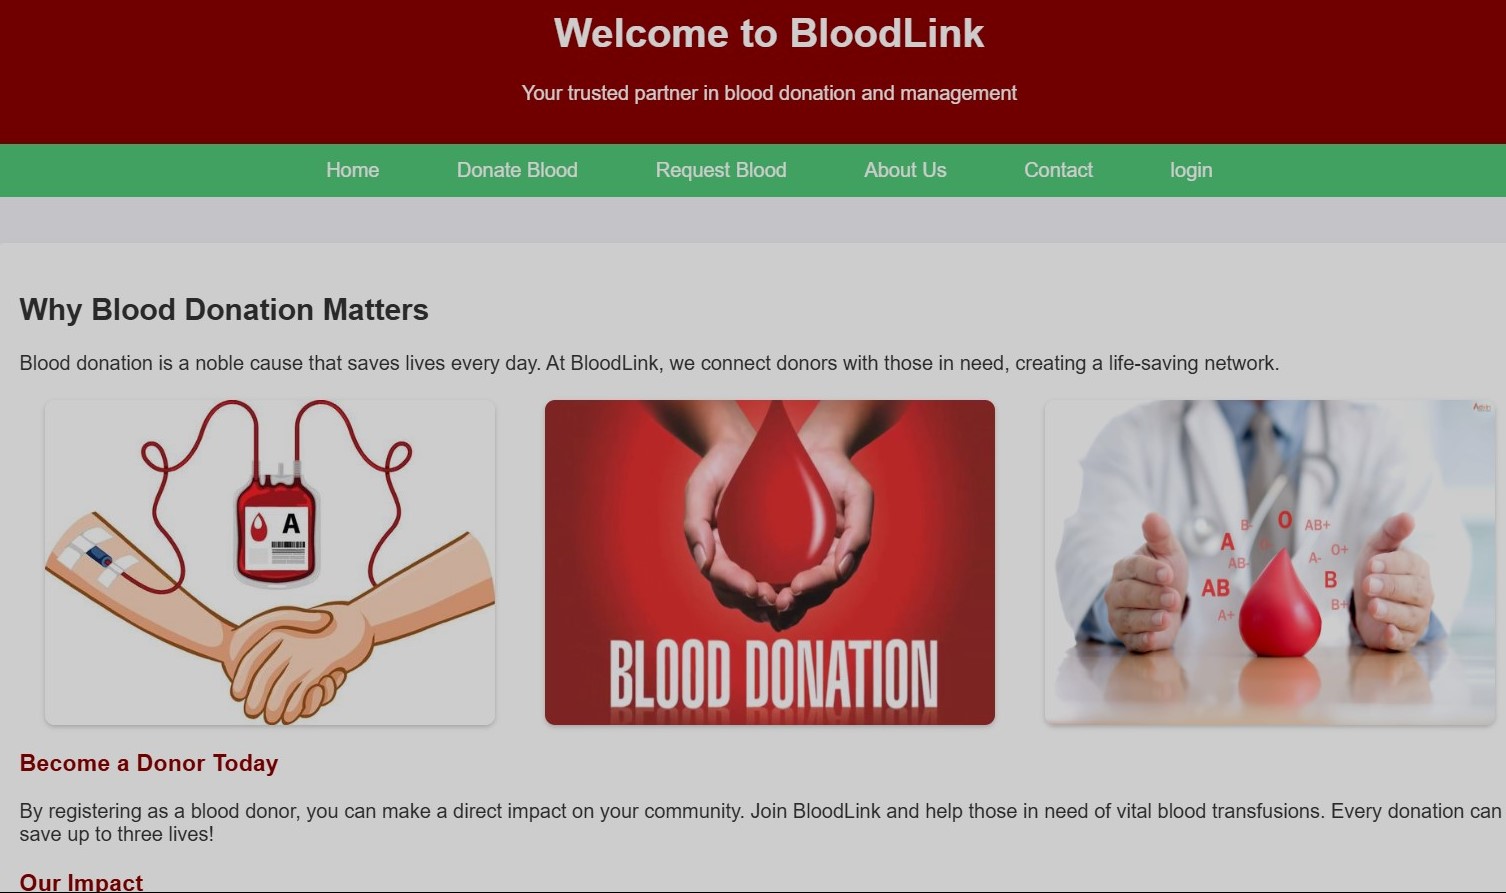 Welcome to BloodLink
Your trusted partner in blood donation and management
Home Donate Blood Request Blood About Us Contact login
Why Blood Donation Matters
Blood donation is a noble cause that saves lives every day. At BloodLink, we connect donors with those in need, creating a life-saving network.
A
BLOOD DONATION
B- O AB+
A O- O+
AB- A-
AB B
A+ B+
Become a Donor Today
By registering as a blood donor, you can make a direct impact on your community. Join BloodLink and help those in need of vital blood transfusions. Every donation can
save up to three lives!
Our Impact